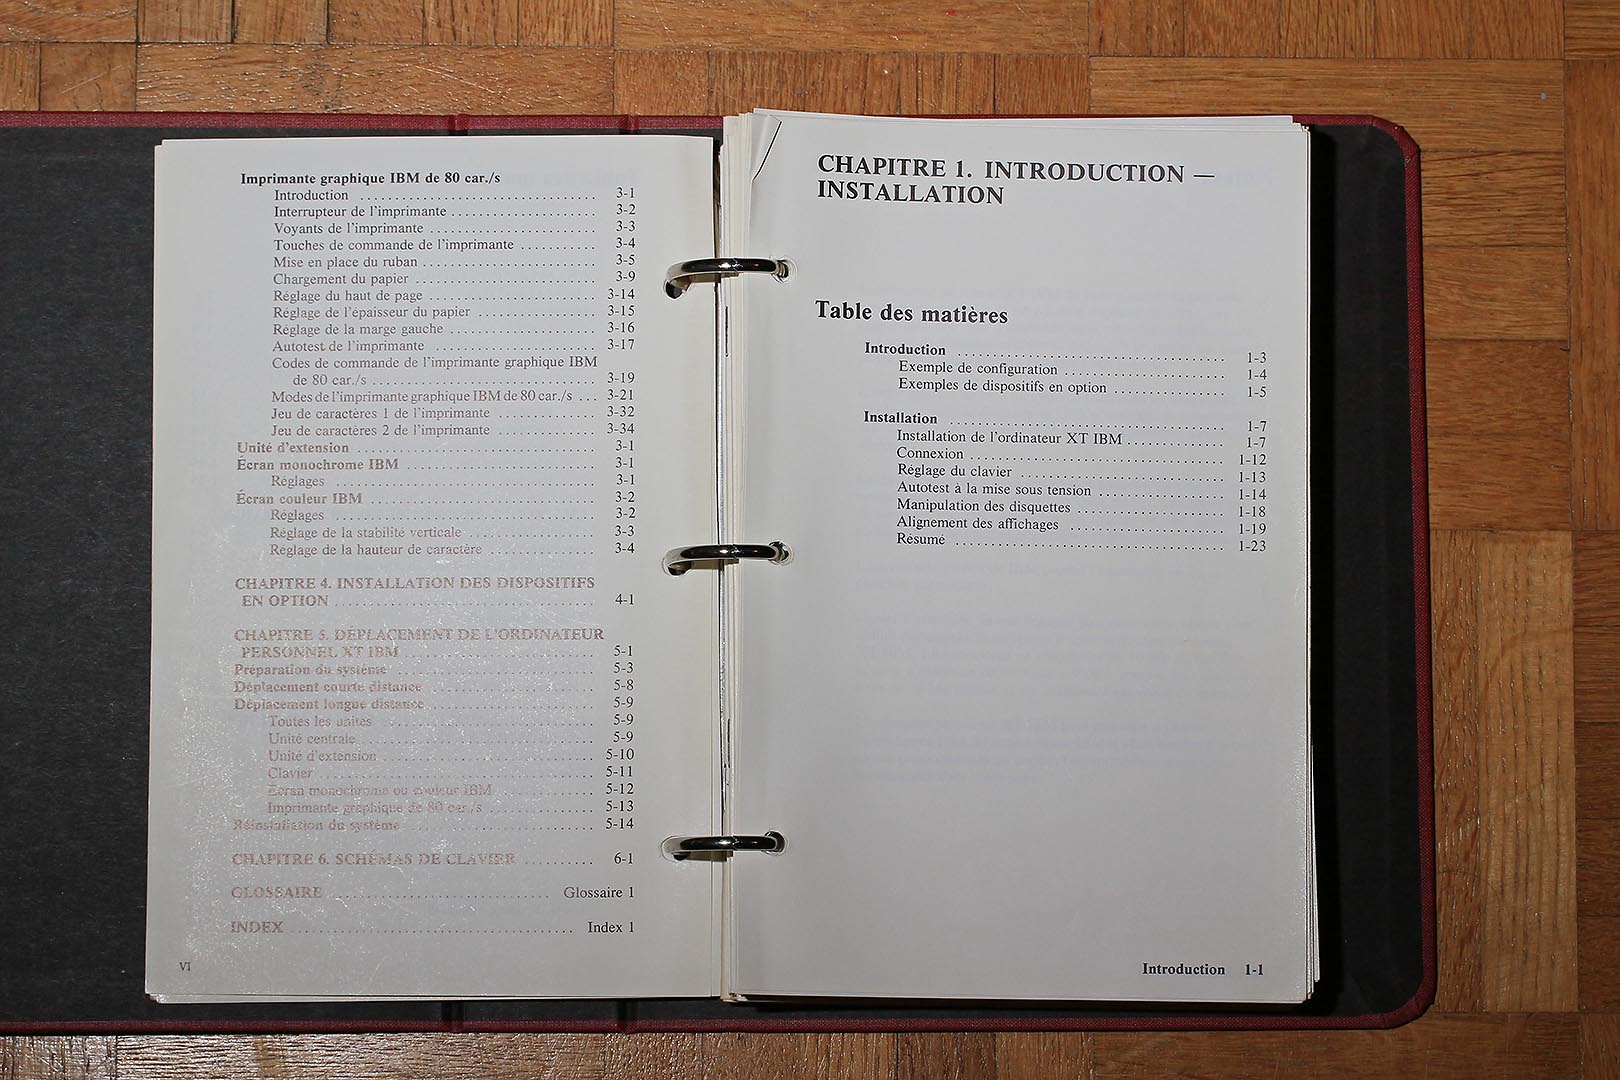 Imprimante graphique IBM de 80 car./s
Introduction .............................. 3-1
Interrupteur de l'imprimante .................... 3-2
Voyants de l'imprimante ....................... 3-3
Touches de commande de l'imprimante .......... 3-4
Mise en place du ruban ........................ 3-5
Chargement du papier ........................ 3-9
Réglage du haut de page ...................... 3-14
Réglage de l'épaisseur du papier ................ 3-15
Réglage de la marge gauche .................... 3-16
Autotest de l'imprimante ...................... 3-17
Codes de commande de l'imprimante graphique IBM
de 80 car./s .............................. 3-19
Modes de l'imprimante graphique IBM de 80 car./s ... 3-21
Jeu de caractères 1 de l'imprimante .............. 3-32
Jeu de caractères 2 de l'imprimante .............. 3-34
Unité d'extension .............................. 3-1
Écran monochrome IBM ........................ 3-1
Réglages ................................ 3-1
Écran couleur IBM ............................ 3-2
Réglages ................................ 3-2
Réglage de la stabilité verticale ................ 3-3
Réglage de la hauteur de caractère .............. 3-4
CHAPITRE 4. INSTALLATION DES DISPOSITIFS
EN OPTION ................................ 4-1
CHAPITRE 5. DÉPLACEMENT DE L'ORDINATEUR
PERSONNEL XT IBM ........................ 5-1
Préparation du système ......................... 5-3
Déplacement courte distance .................... 5-8
Déplacement longue distance .................... 5-9
Toutes les unités .......................... 5-9
Unité centrale ............................ 5-9
Unité d'extension .......................... 5-10
Clavier .................................. 5-11
Écran monochrome ou couleur IBM ............ 5-12
Imprimante graphique de 80 car./s .............. 5-13
Réinstallation du système ....................... 5-14
CHAPITRE 6. SCHÉMAS DE CLAVIER .......... 6-1
GLOSSAIRE ........................... Glossaire 1
INDEX ................................... Index 1
VI
CHAPITRE 1. INTRODUCTION —
INSTALLATION
Table des matières
Introduction .................................. 1-3
Exemple de configuration .................... 1-4
Exemples de dispositifs en option .............. 1-5
Installation .................................. 1-7
Installation de l'ordinateur XT IBM ............ 1-7
Connexion ................................ 1-12
Réglage du clavier .......................... 1-13
Autotest à la mise sous tension ................ 1-14
Manipulation des disquettes ................... 1-18
Alignement des affichages .................... 1-19
Résumé .................................. 1-23
Introduction 1-1